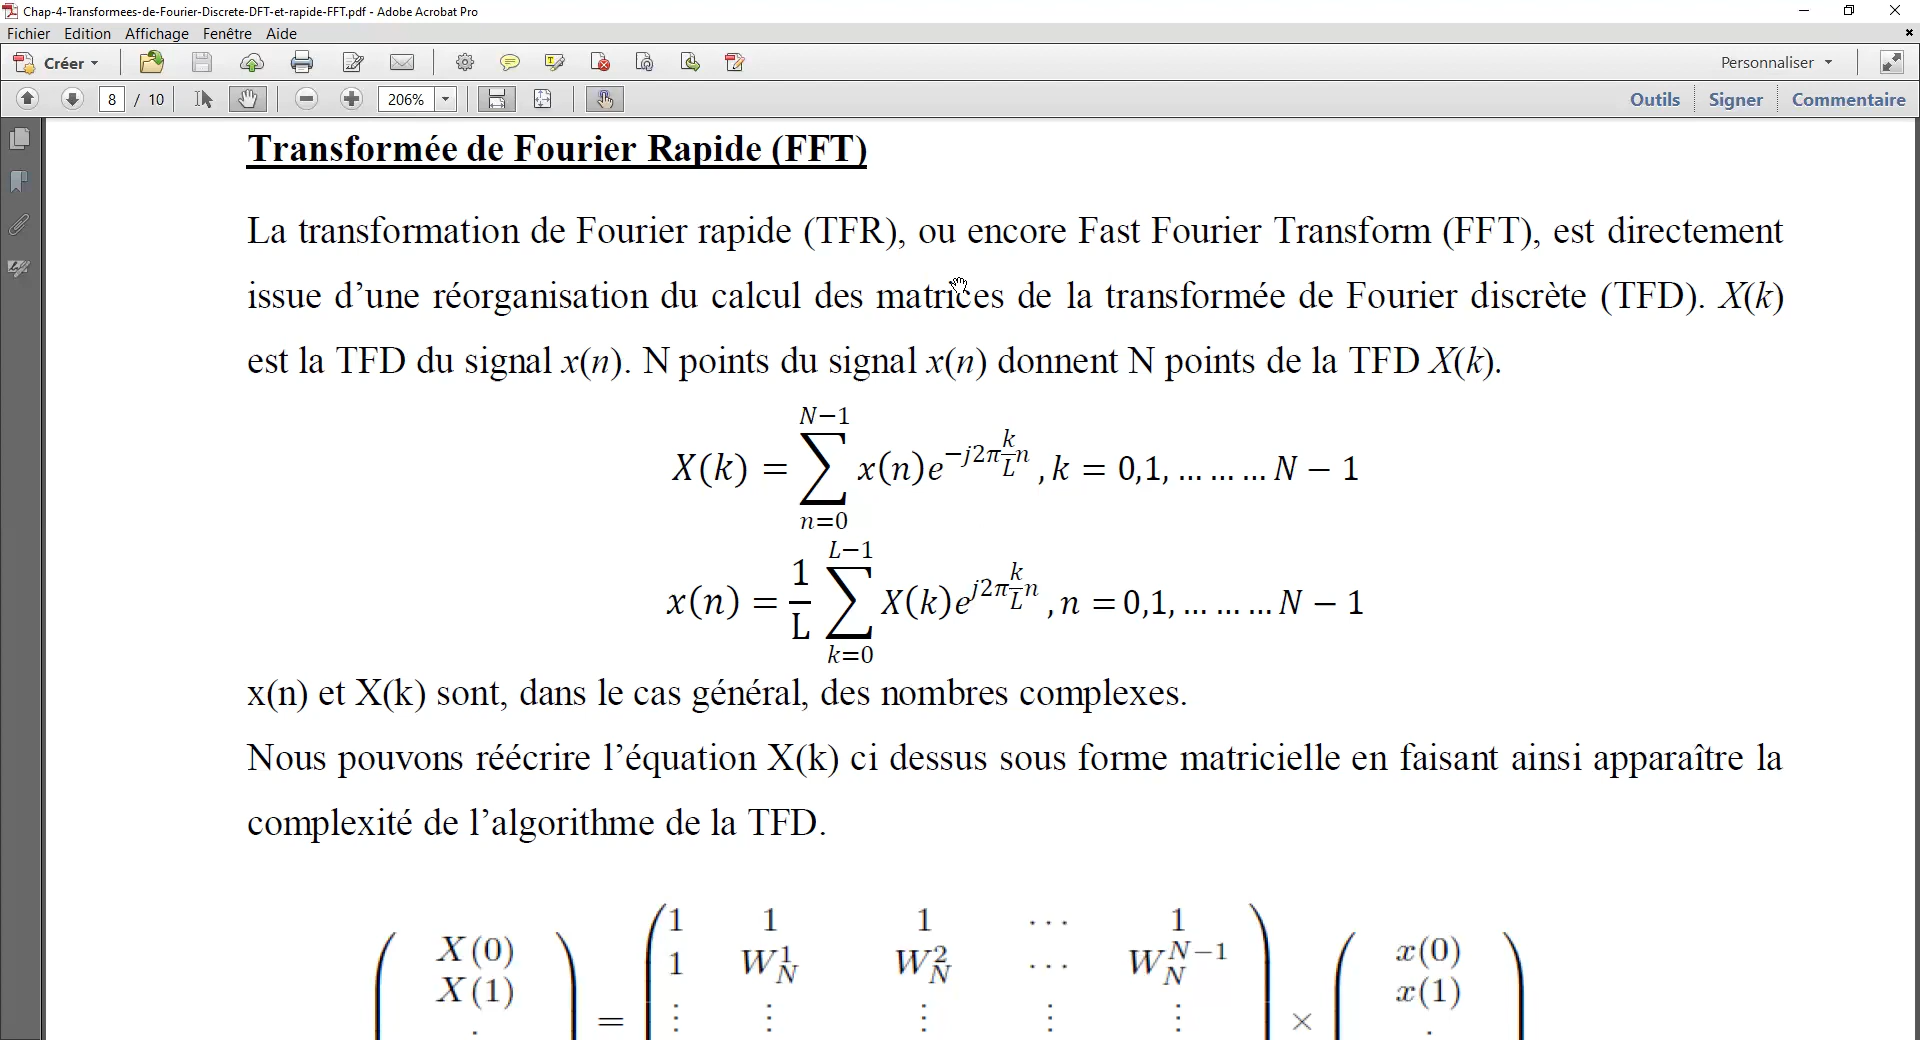 Chap-4-Transformees-de-Fourier-Discrete-DFT-et-rapide-FFT.pdf - Adobe Acrobat Pro
Fichier Edition Affichage Fenêtre Aide
Créer Personnaliser
8 / 10 206% Outils Signer Commentaire
Transformée de Fourier Rapide (FFT)
La transformation de Fourier rapide (TFR), ou encore Fast Fourier Transform (FFT), est directement
issue d’une réorganisation du calcul des matrices de la transformée de Fourier discrète (TFD). X(k)
est la TFD du signal x(n). N points du signal x(n) donnent N points de la TFD X(k).
X(k) = ∑_{n=0}^{N−1} x(n)e^{−j2π\frac{k}{L}n} , k = 0,1, … … … N − 1
x(n) = \frac{1}{L} ∑_{k=0}^{L−1} X(k)e^{j2π\frac{k}{L}n} , n = 0,1, … … … N − 1
x(n) et X(k) sont, dans le cas général, des nombres complexes.
Nous pouvons réécrire l’équation X(k) ci dessus sous forme matricielle en faisant ainsi apparaître la
complexité de l’algorithme de la TFD.
1 1 1 ⋯ 1
X(0) 1 W_N^1 W_N^2 ⋯ W_N^{N−1} x(0)
X(1) x(1)
= ⋮ ⋮ ⋮ ⋮ ⋮ ×